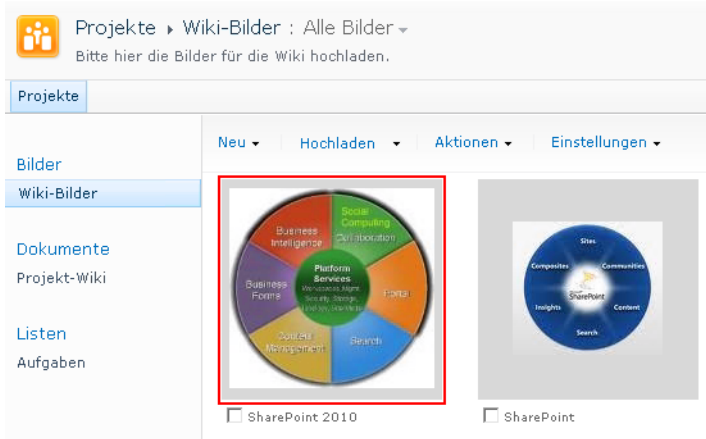 Projekte ▸ Wiki-Bilder : Alle Bilder
Bitte hier die Bilder für die Wiki hochladen.
Projekte
Neu Hochladen Aktionen Einstellungen
Bilder
Wiki-Bilder
Dokumente
Projekt-Wiki
Listen
Aufgaben
Social
Computing
Business
Intelligence
Collaboration
Platform
Services
Business
Forms
Portal
Content
Management
Search
SharePoint 2010
Sites
Composites
Communities
SharePoint
Insights
Content
Search
SharePoint